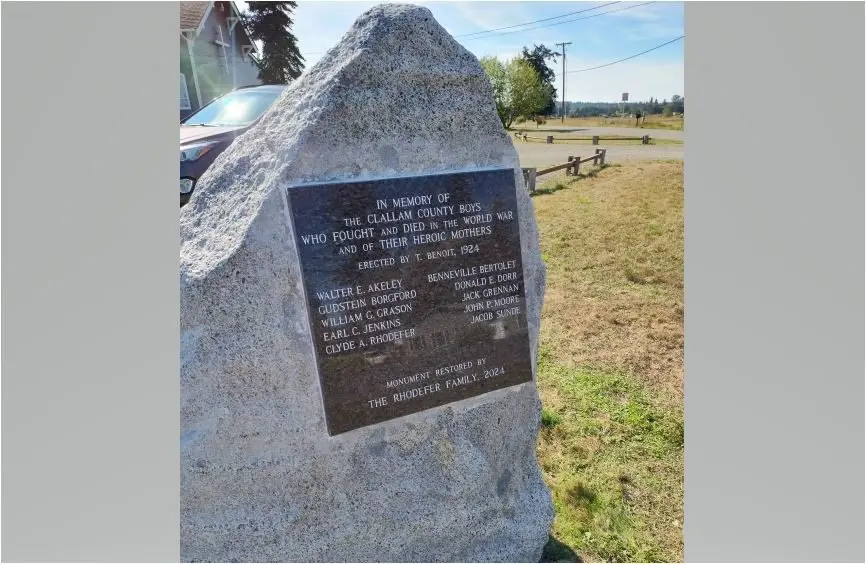 IN MEMORY OF
THE CLALLAM COUNTY BOYS
WHO FOUGHT AND DIED IN THE WORLD WAR
AND OF THEIR HEROIC MOTHERS
ERECTED BY T. BENOIT, 1924
WALTER E. AKELEY
GUDSTEIN BORGFORD
WILLIAM G. GRASON
EARL C. JENKINS
CLYDE A. RHODEFER
BENNEVILLE BERTOLET
DONALD E. DORR
JACK GRENNAN
JOHN P. MOORE
JACOB SUNDE
MONUMENT RESTORED BY
THE RHODEFER FAMILY, 2024